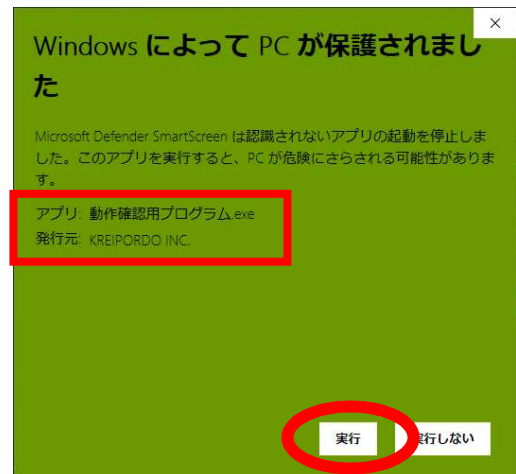 Windows によって PC が保護されまし
た
Microsoft Defender SmartScreen は認識されないアプリの起動を停止しま
した。このアプリを実行すると、PC が危険にさらされる可能性がありま
す。
アプリ: 動作確認用プログラム.exe
発行元: KREIPORDO INC.
実行 実行しない